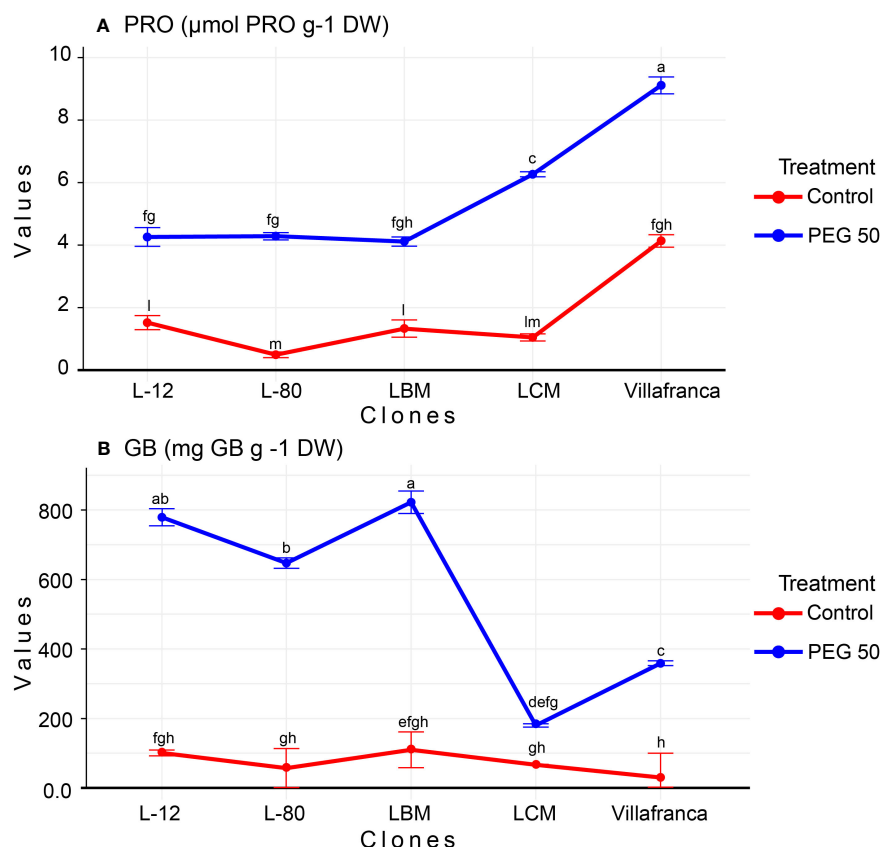 A PRO (µmol PRO g-1 DW)
10
8
6
4
2
0
Values
fg
fg
fgh
c
a
l
m
l
lm
fgh
L-12
L-80
LBM
LCM
Villafranca
Clones
Treatment
Control
PEG 50
B GB (mg GB g -1 DW)
800
600
400
200
0.0
Values
ab
b
a
defg
c
fgh
gh
efgh
gh
h
L-12
L-80
LBM
LCM
Villafranca
Clones
Treatment
Control
PEG 50